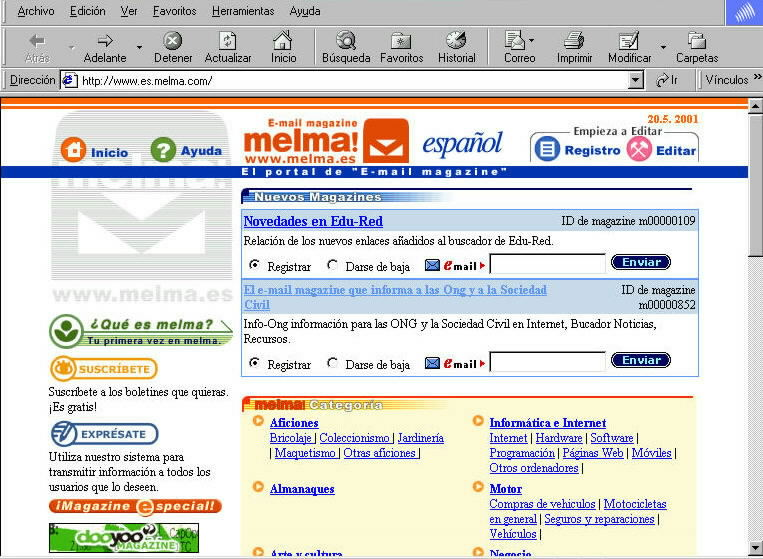 Archivo Edición Ver Favoritos Herramientas Ayuda
Atrás Adelante Detener Actualizar Inicio Búsqueda Favoritos Historial Correo Imprimir Modificar Carpetas
Dirección http://www.es.melma.com/ Ir Vínculos »
20.5. 2001
E-mail magazine
melma!
www.melma.es
español
Empieza a Editar
Inicio Ayuda
Registro Editar
El portal de "E-mail magazine"
melma!
www.melma.es
¿Qué es melma?
Tu primera vez en melma.
SUSCRÍBETE
Suscríbete a los boletines que quieras.
¡Es gratis!
EXPRÉSATE
Utiliza nuestro sistema para
transmitir información a todos los
usuarios que lo deseen.
¡Magazine especial!
dooyoo
MAGAZINE
Nuevos Magazines
Novedades en Edu-Red ID de magazine m00000109
Relación de los nuevos enlaces añadidos al buscador de Edu-Red.
Registrar Darse de baja email Enviar
El e-mail magazine que informa a las Ong y a la Sociedad
Civil
ID de magazine
m00000852
Info-Ong información para las ONG y la Sociedad Civil en Internet, Bucador Noticias,
Recursos.
Registrar Darse de baja email Enviar
melma! Categoría
Aficiones
Bricolaje | Coleccionismo | Jardinería
| Maquetismo | Otras aficiones |
Almanaques
Arte y cultura
Informática e Internet
Internet | Hardware | Software |
Programación | Páginas Web | Móviles |
Otros ordenadores |
Motor
Compras de vehiculos | Motocicletas
en general | Seguros y reparaciones |
Vehículos |
Negocio